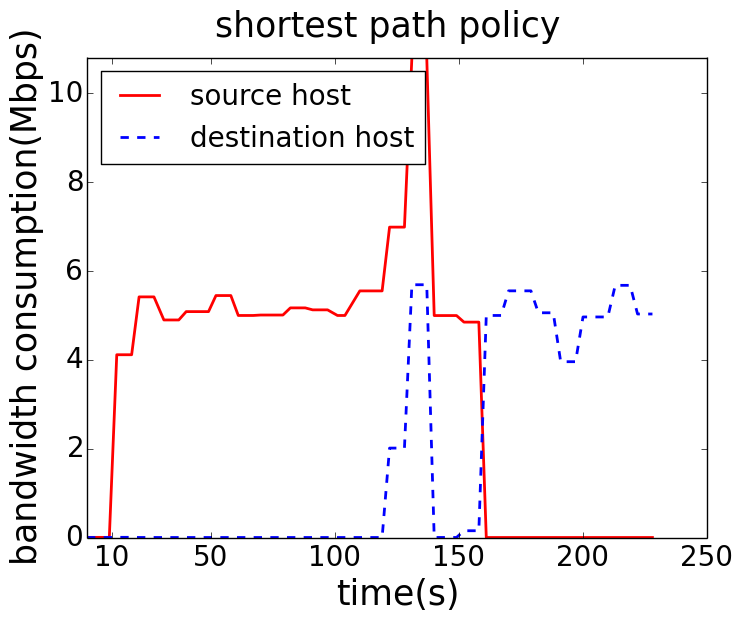 shortest path policy
bandwidth consumption(Mbps)
10
8
6
4
2
0
source host
destination host
10 50 100 150 200 250
time(s)